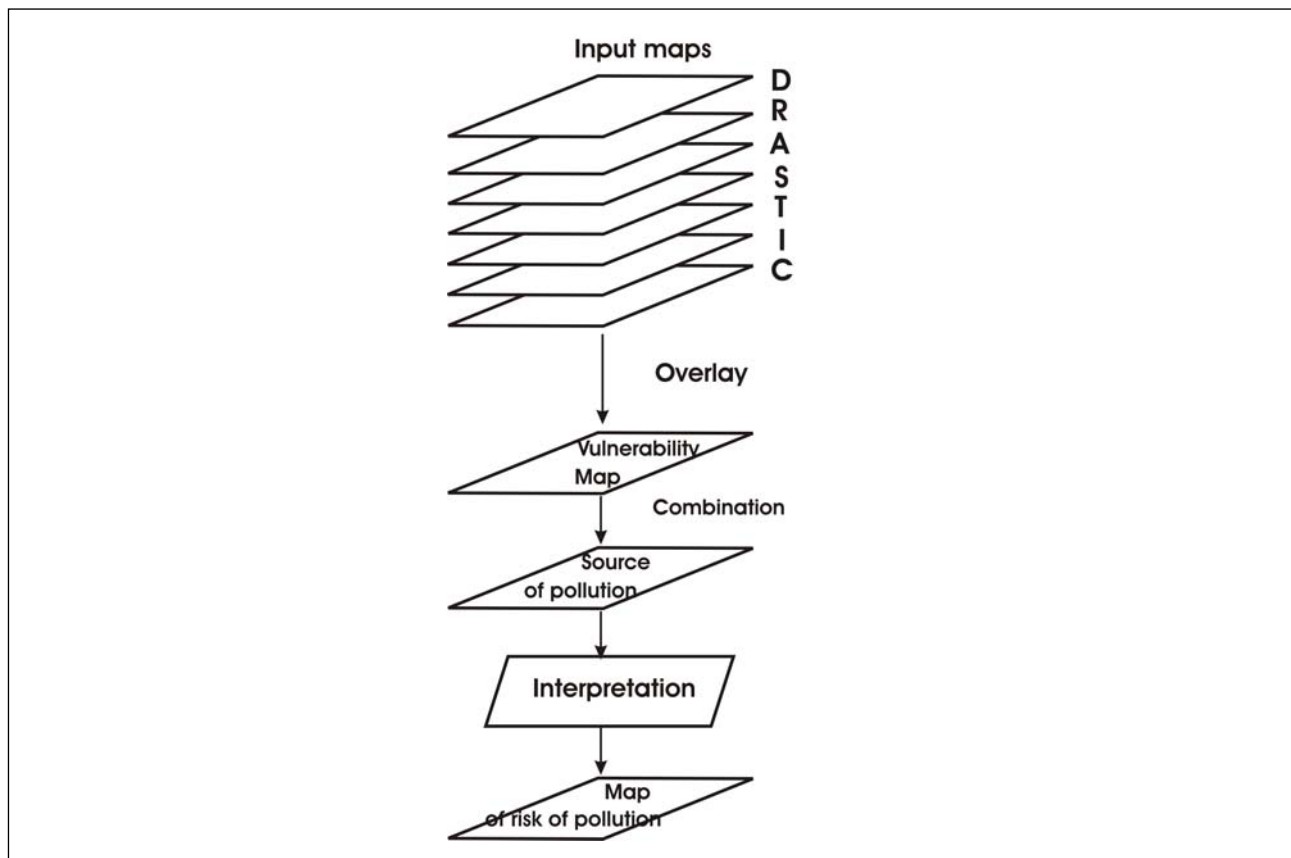 Input maps
D
R
A
S
T
I
C
Overlay
Vulnerability
Map
Combination
Source
of pollution
Interpretation
Map
of risk of pollution